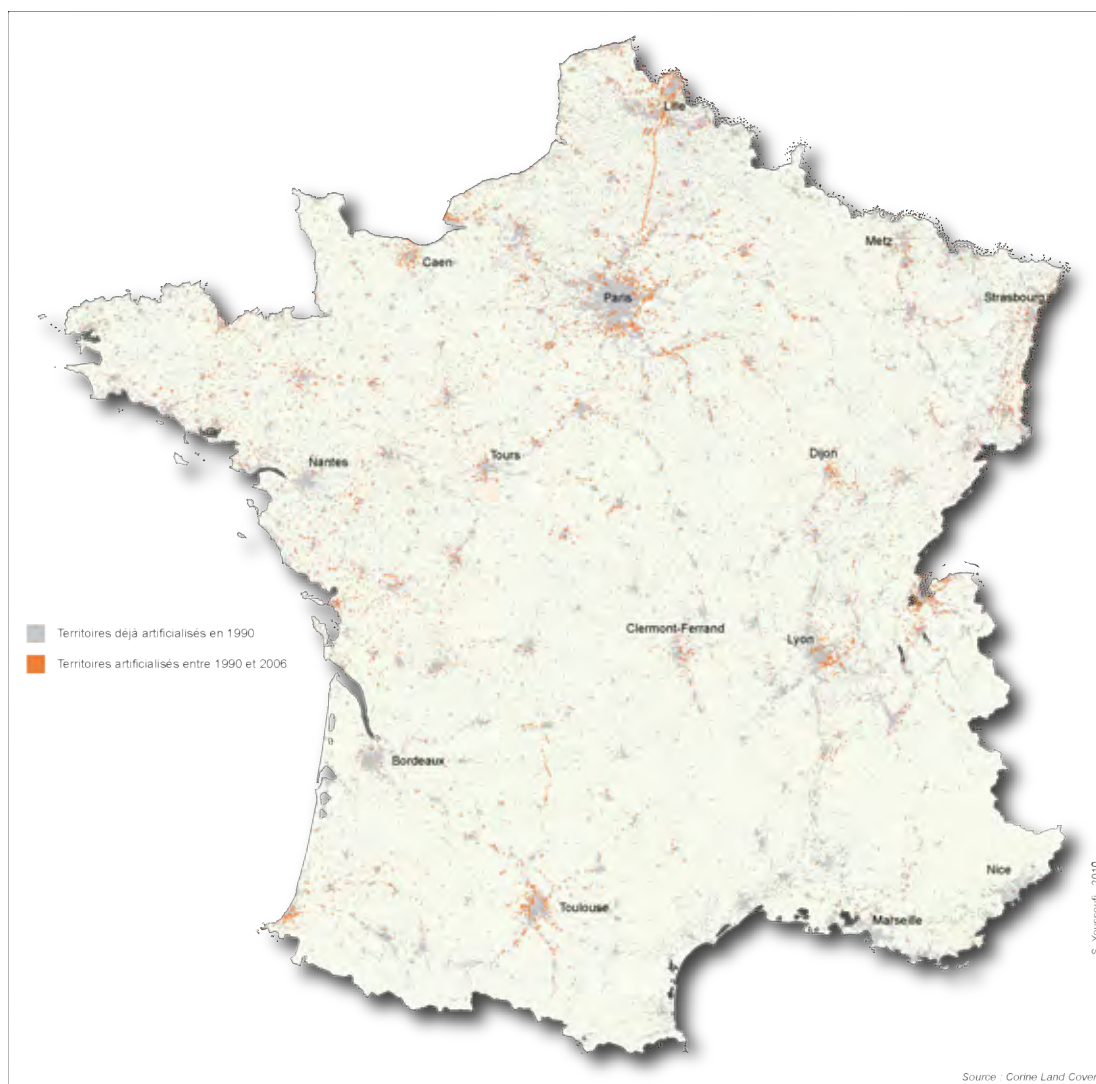 Lille
Metz
Caen
Paris
Strasbourg
Nantes
Tours
Dijon
Territoires déjà artificialisés en 1990
Clermont-Ferrand
Lyon
Territoires artificialisés entre 1990 et 2006
Bordeaux
Nice
Toulouse
Marseille
Source : Corine Land Cover